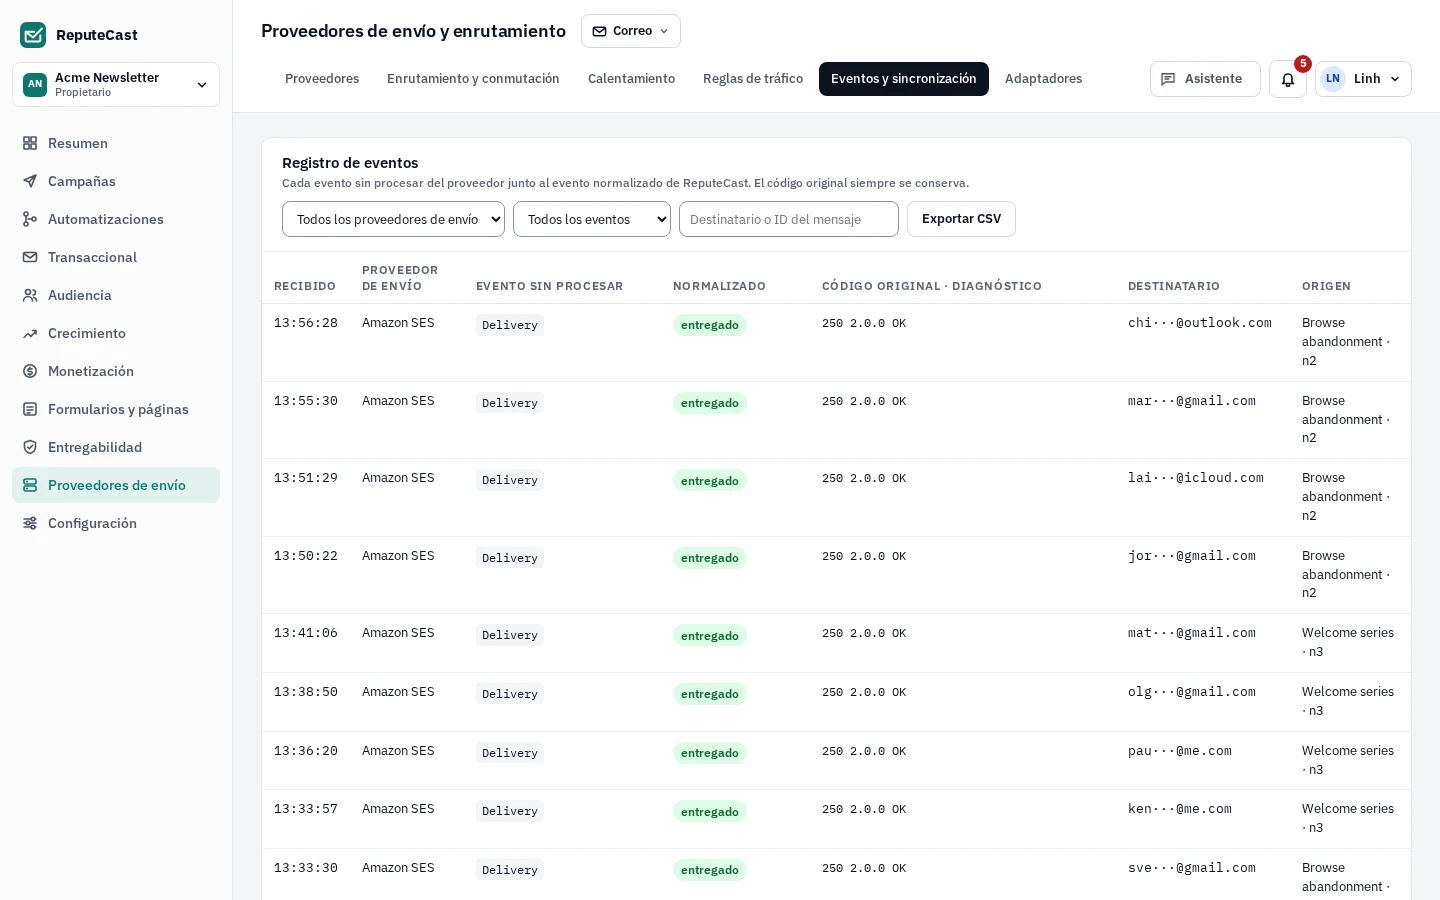 ReputeCast
AN
Acme Newsletter
Propietario
Resumen
Campañas
Automatizaciones
Transaccional
Audiencia
Crecimiento
Monetización
Formularios y páginas
Entregabilidad
Proveedores de envío
Configuración
Proveedores de envío y enrutamiento
Correo
Proveedores
Enrutamiento y conmutación
Calentamiento
Reglas de tráfico
Eventos y sincronización
Adaptadores
Asistente
5
LN
Linh
Registro de eventos
Cada evento sin procesar del proveedor junto al evento normalizado de ReputeCast. El código original siempre se conserva.
Todos los proveedores de envío
Todos los eventos
Destinatario o ID del mensaje
Exportar CSV
RECIBIDO
PROVEEDOR
DE ENVÍO
EVENTO SIN PROCESAR
NORMALIZADO
CÓDIGO ORIGINAL · DIAGNÓSTICO
DESTINATARIO
ORIGEN
13:56:28 Amazon SES Delivery entregado 250 2.0.0 OK chi···@outlook.com Browse
abandonment ·
n2
13:55:30 Amazon SES Delivery entregado 250 2.0.0 OK mar···@gmail.com Browse
abandonment ·
n2
13:51:29 Amazon SES Delivery entregado 250 2.0.0 OK lai···@icloud.com Browse
abandonment ·
n2
13:50:22 Amazon SES Delivery entregado 250 2.0.0 OK jor···@gmail.com Browse
abandonment ·
n2
13:41:06 Amazon SES Delivery entregado 250 2.0.0 OK mat···@gmail.com Welcome series
· n3
13:38:50 Amazon SES Delivery entregado 250 2.0.0 OK olg···@gmail.com Welcome series
· n3
13:36:20 Amazon SES Delivery entregado 250 2.0.0 OK pau···@me.com Welcome series
· n3
13:33:57 Amazon SES Delivery entregado 250 2.0.0 OK ken···@me.com Welcome series
· n3
13:33:30 Amazon SES Delivery entregado 250 2.0.0 OK sve···@gmail.com Browse
abandonment ·